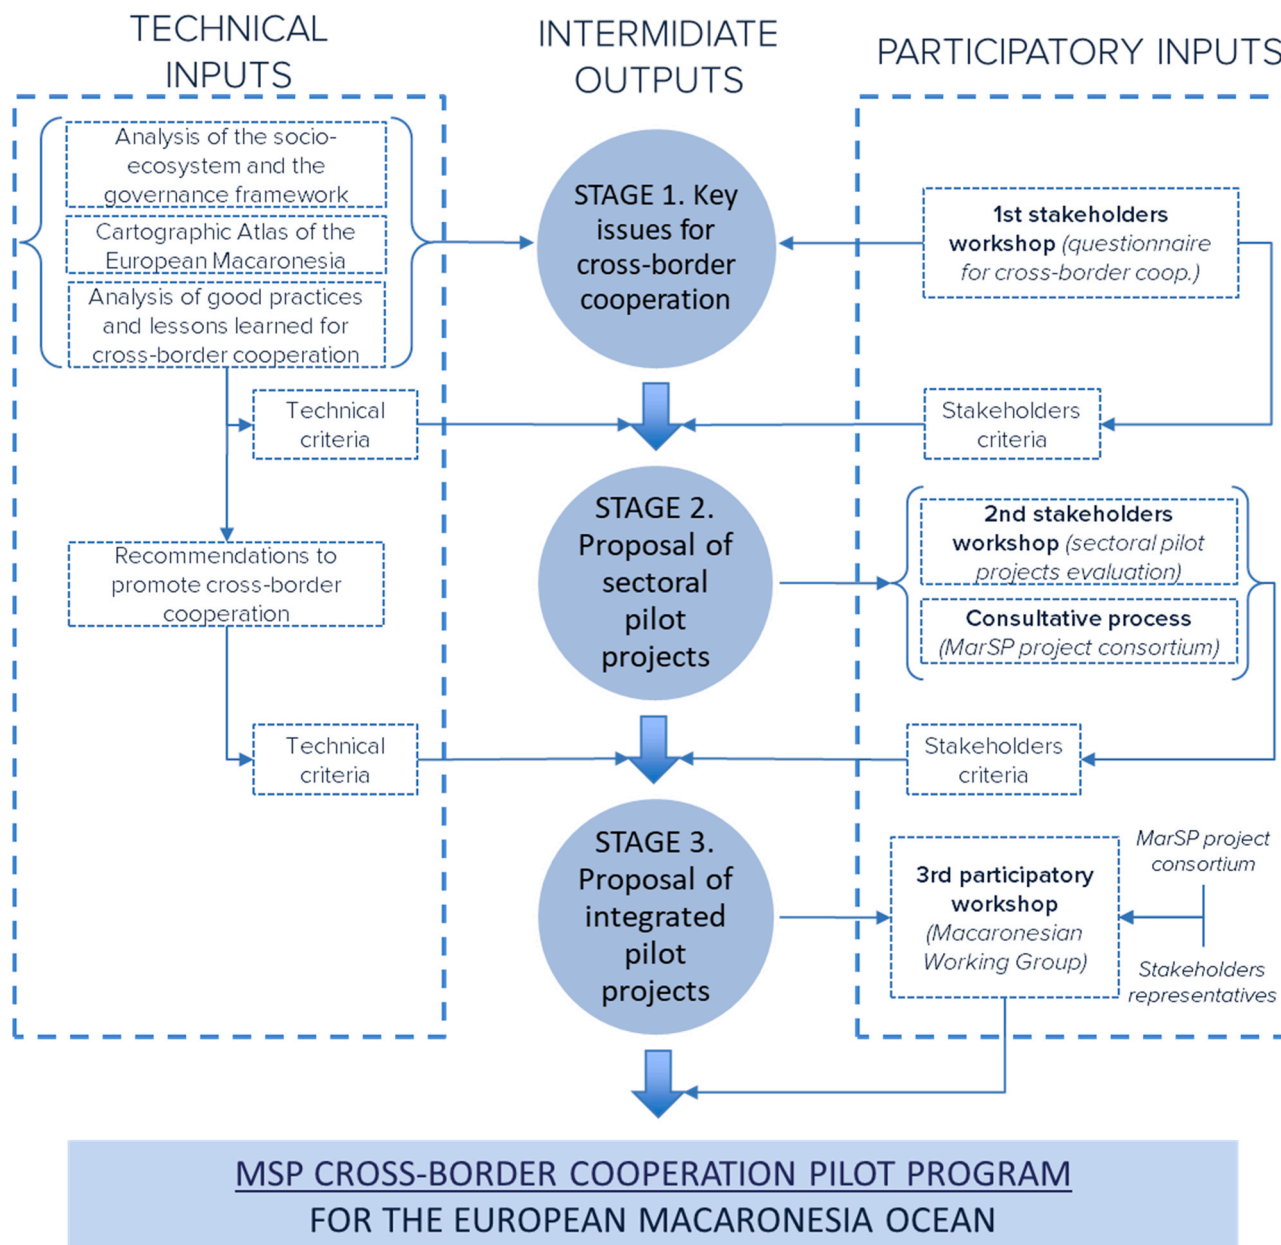 TECHNICAL
INPUTS
INTERMIDIATE
OUTPUTS
PARTICIPATORY INPUTS
Analysis of the socio-
ecosystem and the
governance framework
Cartographic Atlas of the
European Macaronesia
Analysis of good practices
and lessons learned for
cross-border cooperation
STAGE 1. Key
issues for
cross-border
cooperation
1st stakeholders
workshop (questionnaire
for cross-border coop.)
Technical
criteria
Stakeholders
criteria
Recommendations to
promote cross-border
cooperation
STAGE 2.
Proposal of
sectoral
pilot
projects
2nd stakeholders
workshop (sectoral pilot
projects evaluation)
Consultative process
(MarSP project consortium)
Technical
criteria
Stakeholders
criteria
STAGE 3.
Proposal of
integrated
pilot
projects
3rd participatory
workshop
(Macaronesian
Working Group)
MarSP project
consortium
Stakeholders
representatives
MSP CROSS-BORDER COOPERATION PILOT PROGRAM
FOR THE EUROPEAN MACARONESIA OCEAN